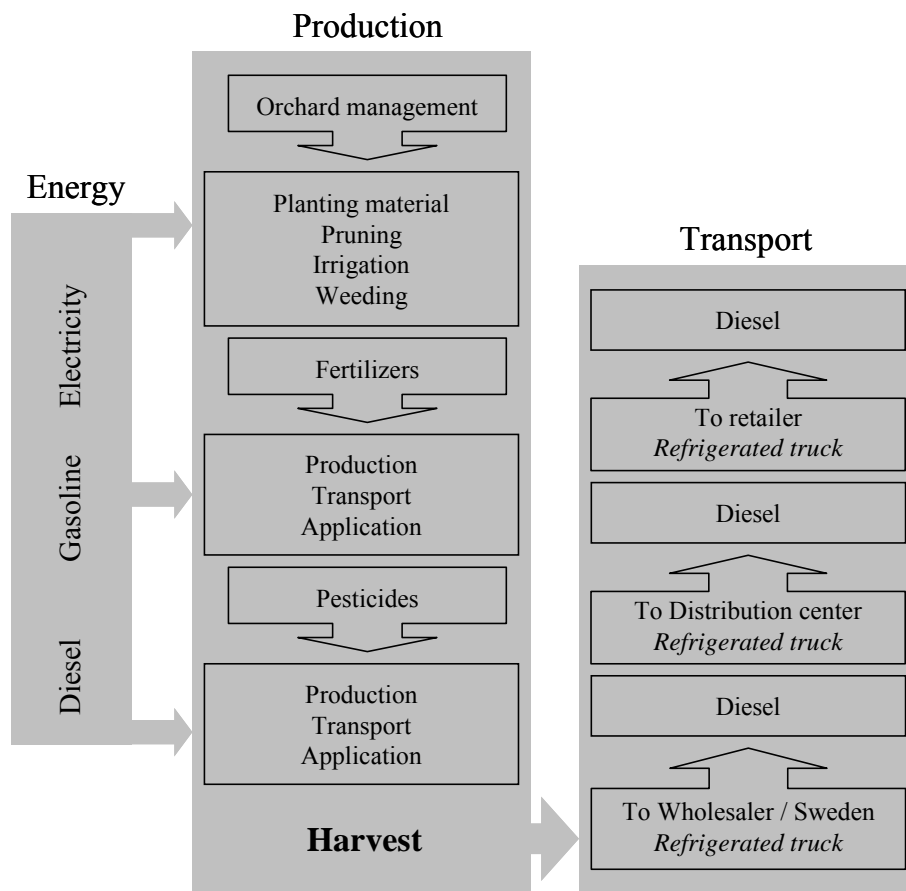 Production
Orchard management
Planting material
Pruning
Irrigation
Weeding
Fertilizers
Production
Transport
Application
Pesticides
Production
Transport
Application
Harvest
Energy
Electricity
Gasoline
Diesel
Transport
Diesel
To retailer
Refrigerated truck
Diesel
To Distribution center
Refrigerated truck
Diesel
To Wholesaler / Sweden
Refrigerated truck